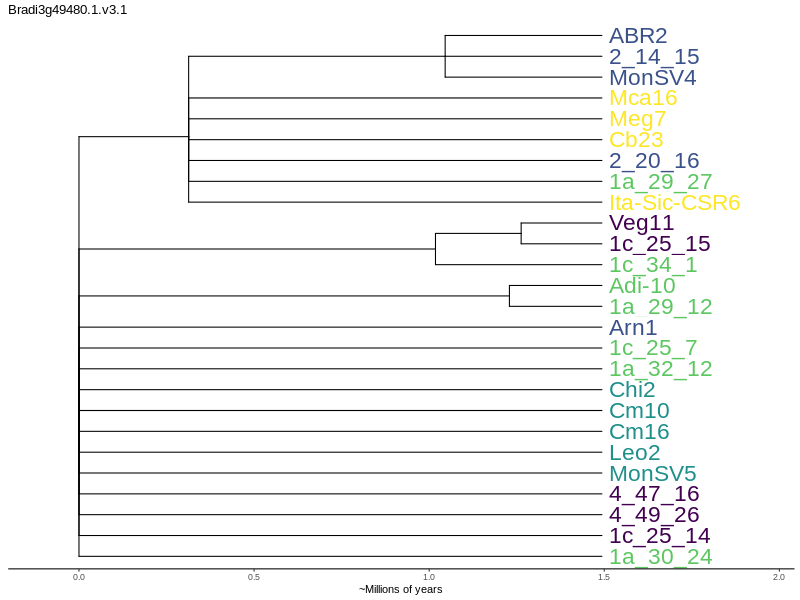 Bradi3g49480.1.v3.1
ABR2
2_14_15
MonSV4
Mca16
Meg7
Cb23
2_20_16
1a_29_27
Ita-Sic-CSR6
Veg11
1c_25_15
1c_34_1
Adi-10
1a_29_12
Arn1
1c_25_7
1a_32_12
Chi2
Cm10
Cm16
Leo2
MonSV5
4_47_16
4_49_26
1c_25_14
1a_30_24
0.0 0.5 1.0 1.5 2.0
~Millions of years